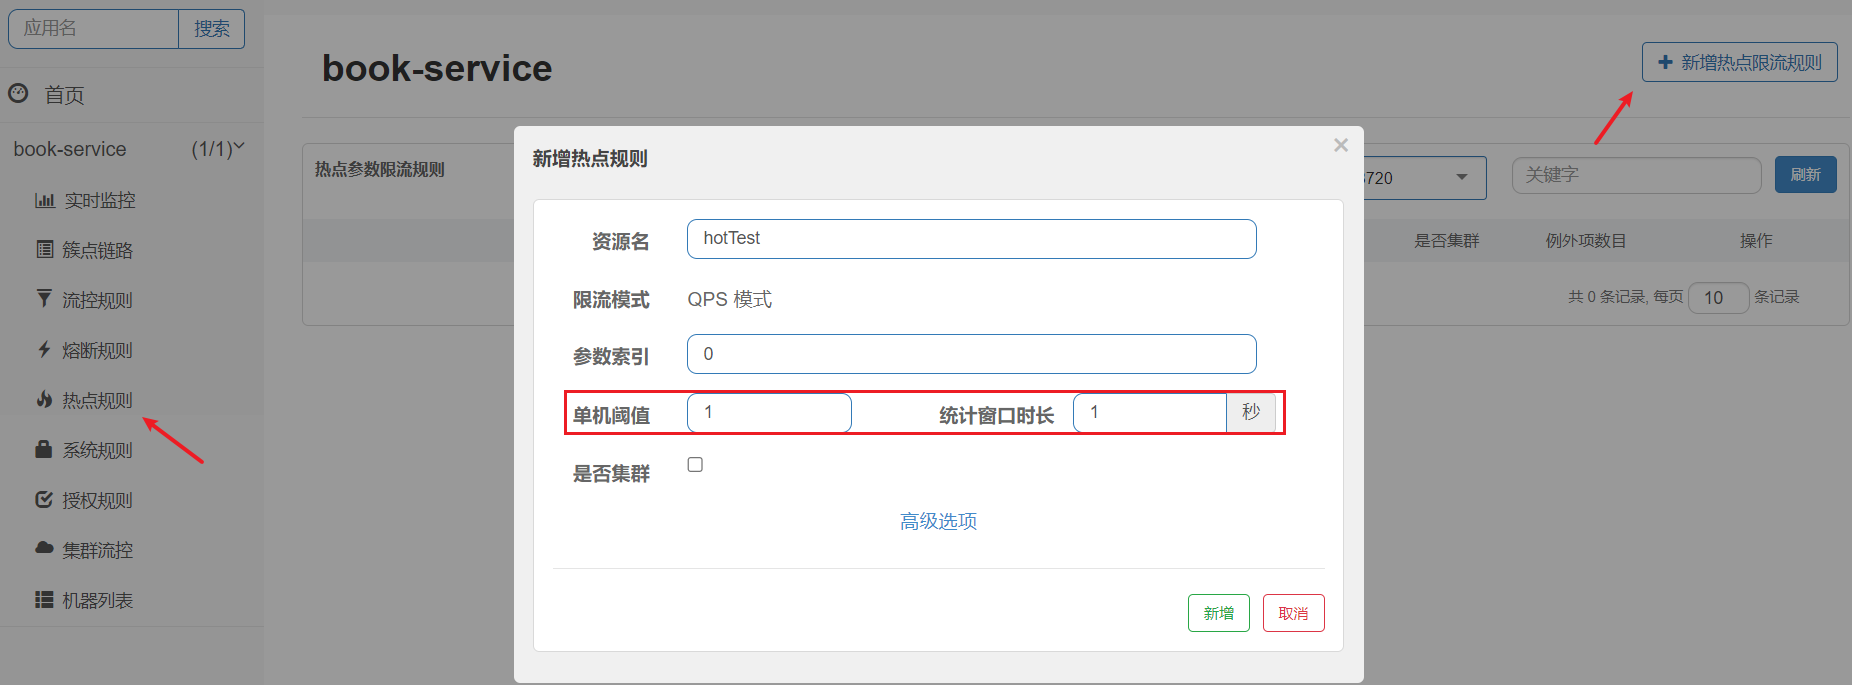 应用名
搜索
首页
book-service (1/1)
实时监控
簇点链路
流控规则
熔断规则
热点规则
系统规则
授权规则
集群流控
机器列表
book-service
新增热点限流规则
热点参数限流规则
关键字
刷新
是否集群 例外项数目 操作
共 0 条记录, 每页 10 条记录
新增热点规则
×
资源名 hotTest
限流模式 QPS 模式
参数索引 0
单机阈值 1 统计窗口时长 1 秒
是否集群
高级选项
新增 取消